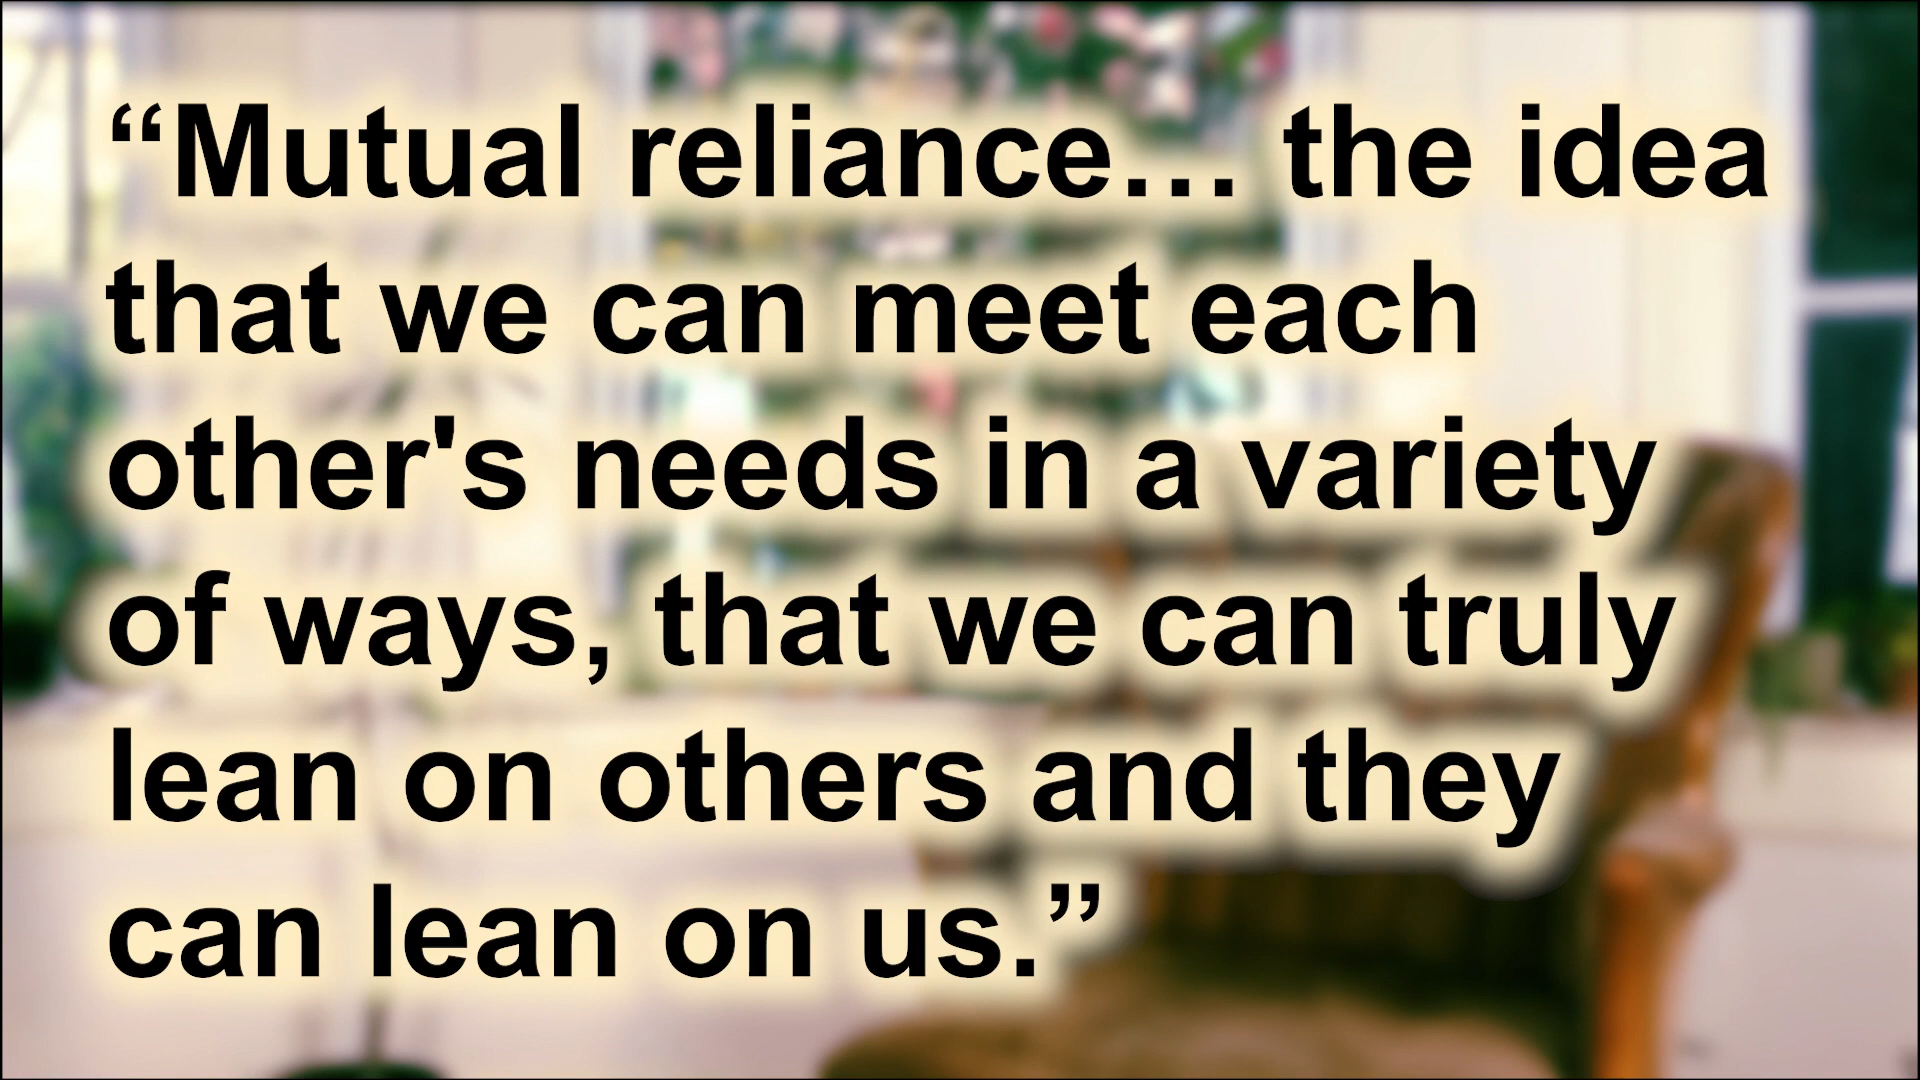 “Mutual reliance… the idea
that we can meet each
other's needs in a variety
of ways, that we can truly
lean on others and they
can lean on us.”